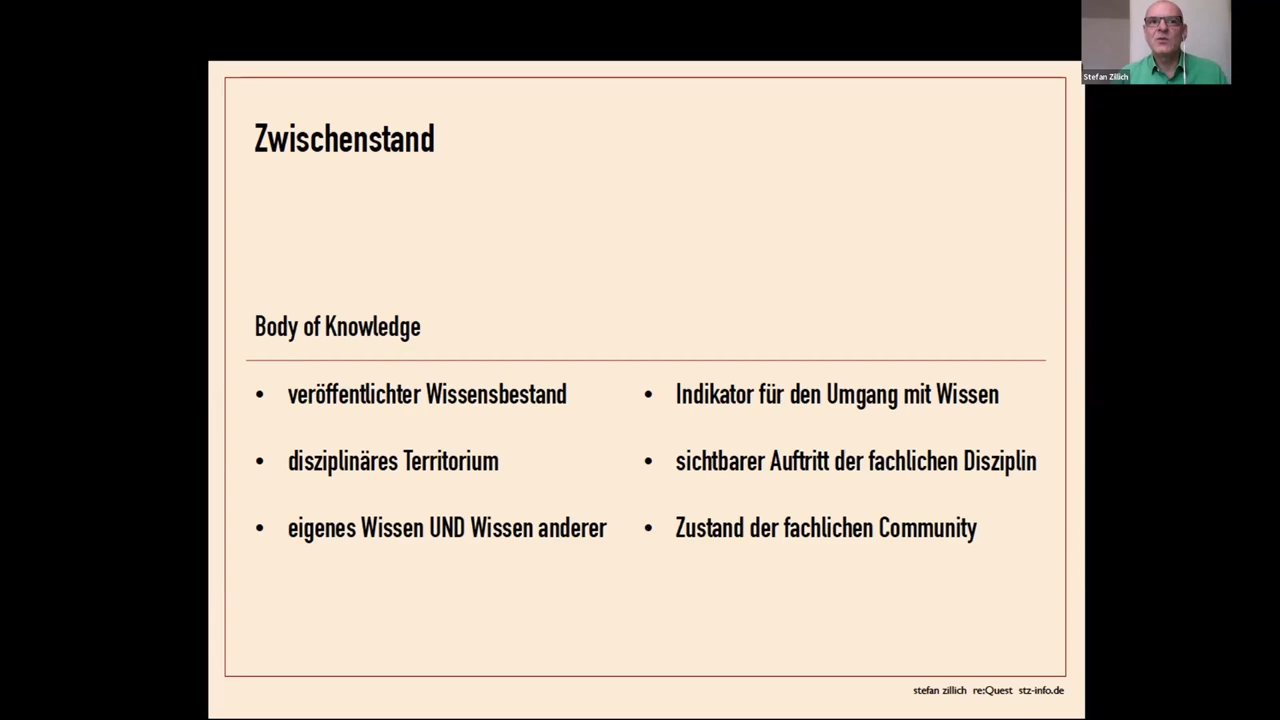 Stefan Zillich
Zwischenstand
Body of Knowledge
• veröffentlichter Wissensbestand
• disziplinäres Territorium
• eigenes Wissen UND Wissen anderer
• Indikator für den Umgang mit Wissen
• sichtbarer Auftritt der fachlichen Disziplin
• Zustand der fachlichen Community
stefan zillich re:Quest stz-info.de